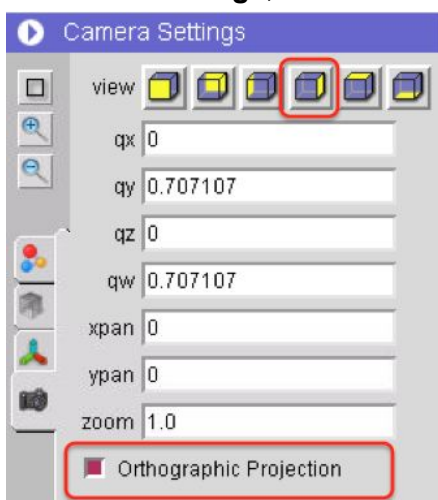 Camera Settings
view
qx 0
qy 0.707107
qz 0
qw 0.707107
xpan 0
ypan 0
zoom 1.0
Orthographic Projection